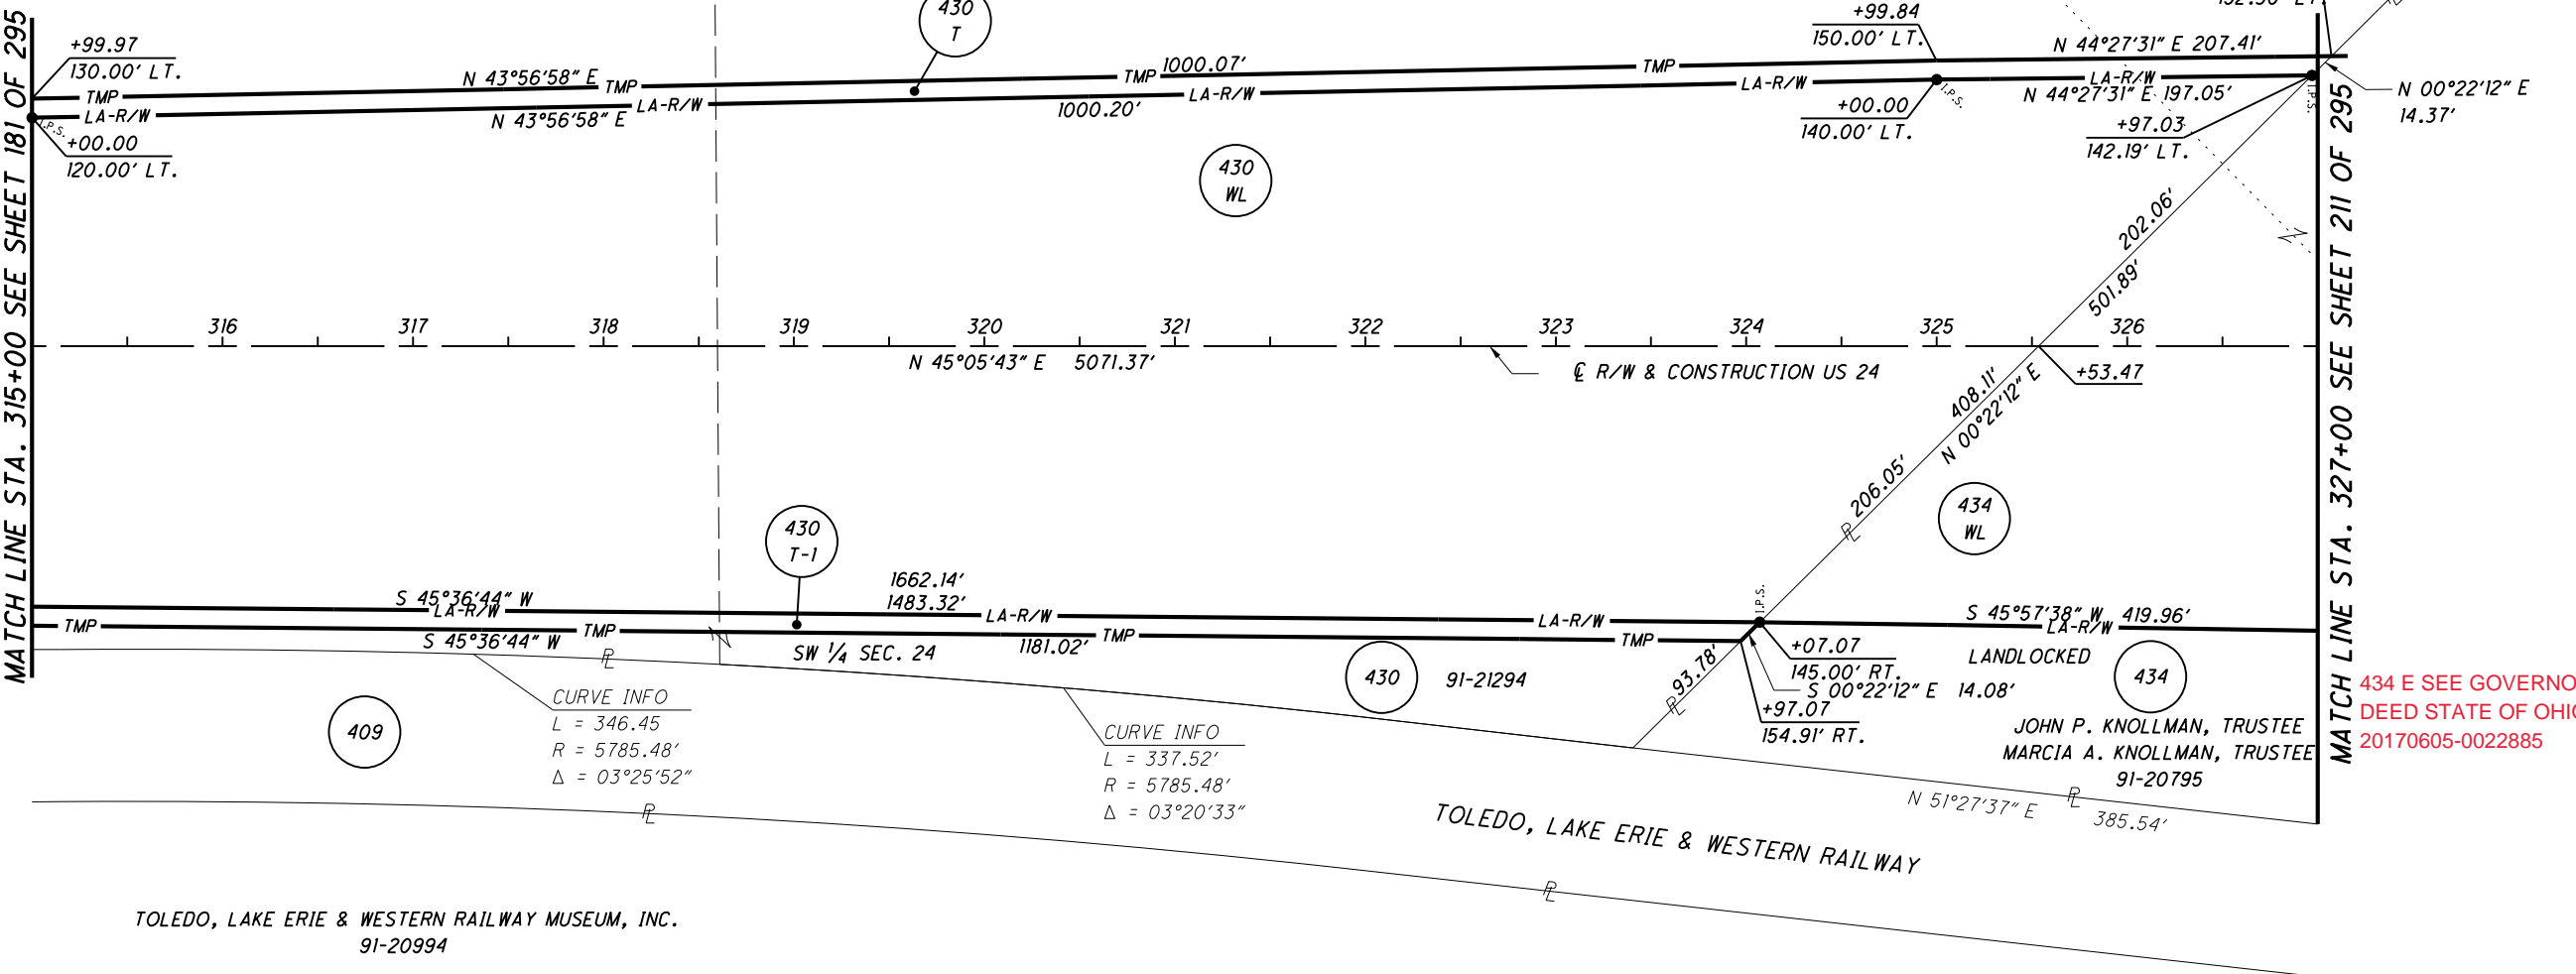 MATCH LINE STA. 315+00 SEE SHEET 181 OF 295
+99.97
130.00' LT.
TMP
LA-R/W
I.P.S.
+00.00
120.00' LT.
N 43°56'58" E
TMP
LA-R/W
N 43°56'58" E
430
T
TMP
1000.07'
1000.20'
LA-R/W
430
WL
TMP
LA-R/W
+99.84
150.00' LT.
+00.00
140.00' LT.
I.P.S.
N 44°27'31" E 207.41'
LA-R/W
N 44°27'31" E 197.05'
+97.03
142.19' LT.
I.P.S.
N 00°22'12" E
14.37'
316
317
318
319
320
321
322
323
324
325
326
N 45°05'43" E 5071.37'
℄ R/W & CONSTRUCTION US 24
+53.47
202.06'
501.89'
408.11'
N 00°22'12" E
206.05'
PL
434
WL
430
T-1
S 45°36'44" W
LA-R/W
TMP
S 45°36'44" W
TMP
PL
1662.14'
1483.32'
LA-R/W
TMP
1181.02'
SW 1/4 SEC. 24
LA-R/W
TMP
I.P.S.
S 45°57'38" W 419.96'
LA-R/W
+07.07
145.00' RT.
S 00°22'12" E 14.08'
+97.07
154.91' RT.
93.78'
PL
LANDLOCKED
434
JOHN P. KNOLLMAN, TRUSTEE
MARCIA A. KNOLLMAN, TRUSTEE
91-20795
430
91-21294
409
CURVE INFO
L = 346.45
R = 5785.48'
Δ = 03°25'52"
CURVE INFO
L = 337.52'
R = 5785.48'
Δ = 03°20'33"
PL
N 51°27'37" E
PL
385.54'
TOLEDO, LAKE ERIE & WESTERN RAILWAY
PL
TOLEDO, LAKE ERIE & WESTERN RAILWAY MUSEUM, INC.
91-20994
MATCH LINE STA. 327+00 SEE SHEET 211 OF 295
434 E SEE GOVERNO
DEED STATE OF OHI
20170605-0022885